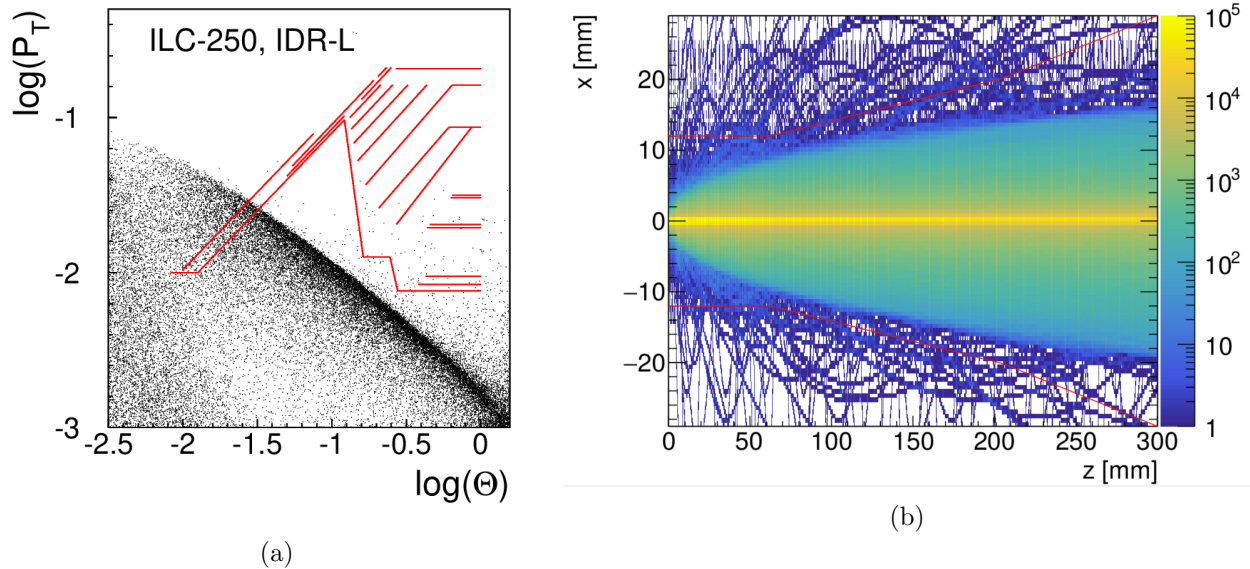 ILC-250, IDR-L
log(P_T)
-1
-2
-3
-2.5 -2 -1.5 -1 -0.5 0
log(Θ)
(a)
x [mm]
20
10
0
−10
−20
0 50 100 150 200 250 300
z [mm]
10^5
10^4
10^3
10^2
10
1
(b)